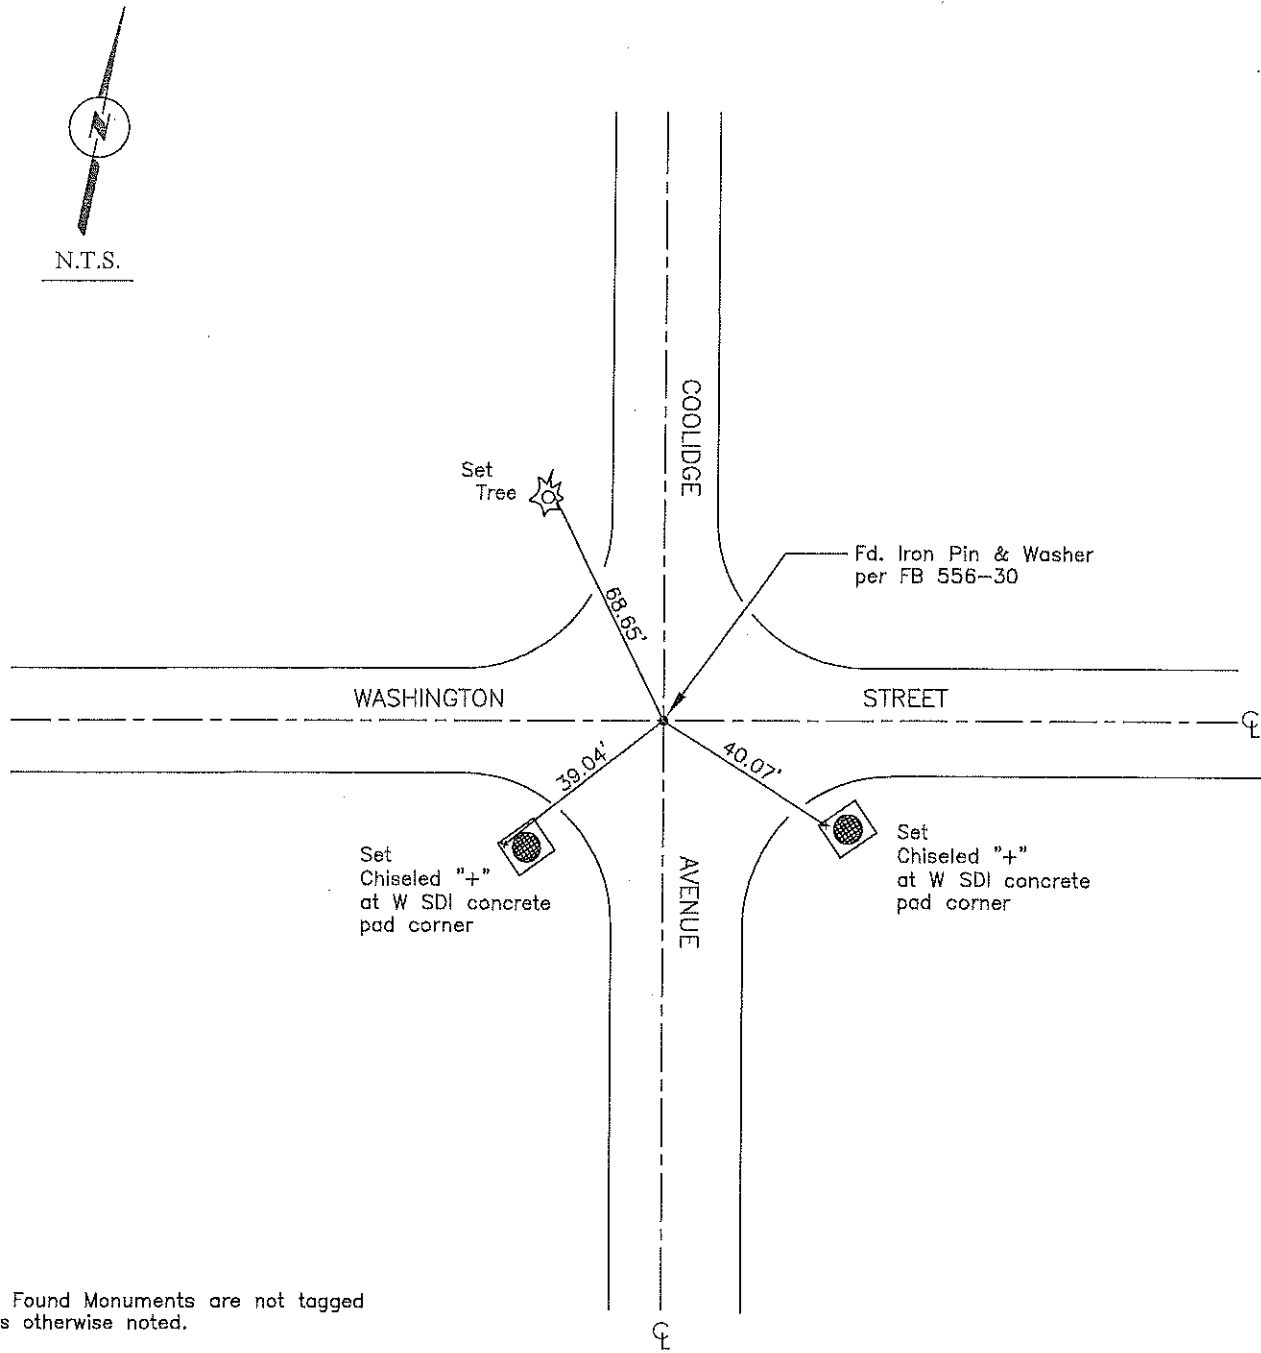 N
N.T.S.
COOLIDGE
Set
Tree
Fd. Iron Pin & Washer
per FB 556-30
68.65'
WASHINGTON
STREET
℄
39.04'
40.07'
Set
Chiseled "+"
at W SDI concrete
pad corner
AVENUE
Set
Chiseled "+"
at W SDI concrete
pad corner
Found Monuments are not tagged
s otherwise noted.
℄